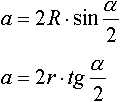 a = 2R · sin α/2
a = 2r · tg α/2